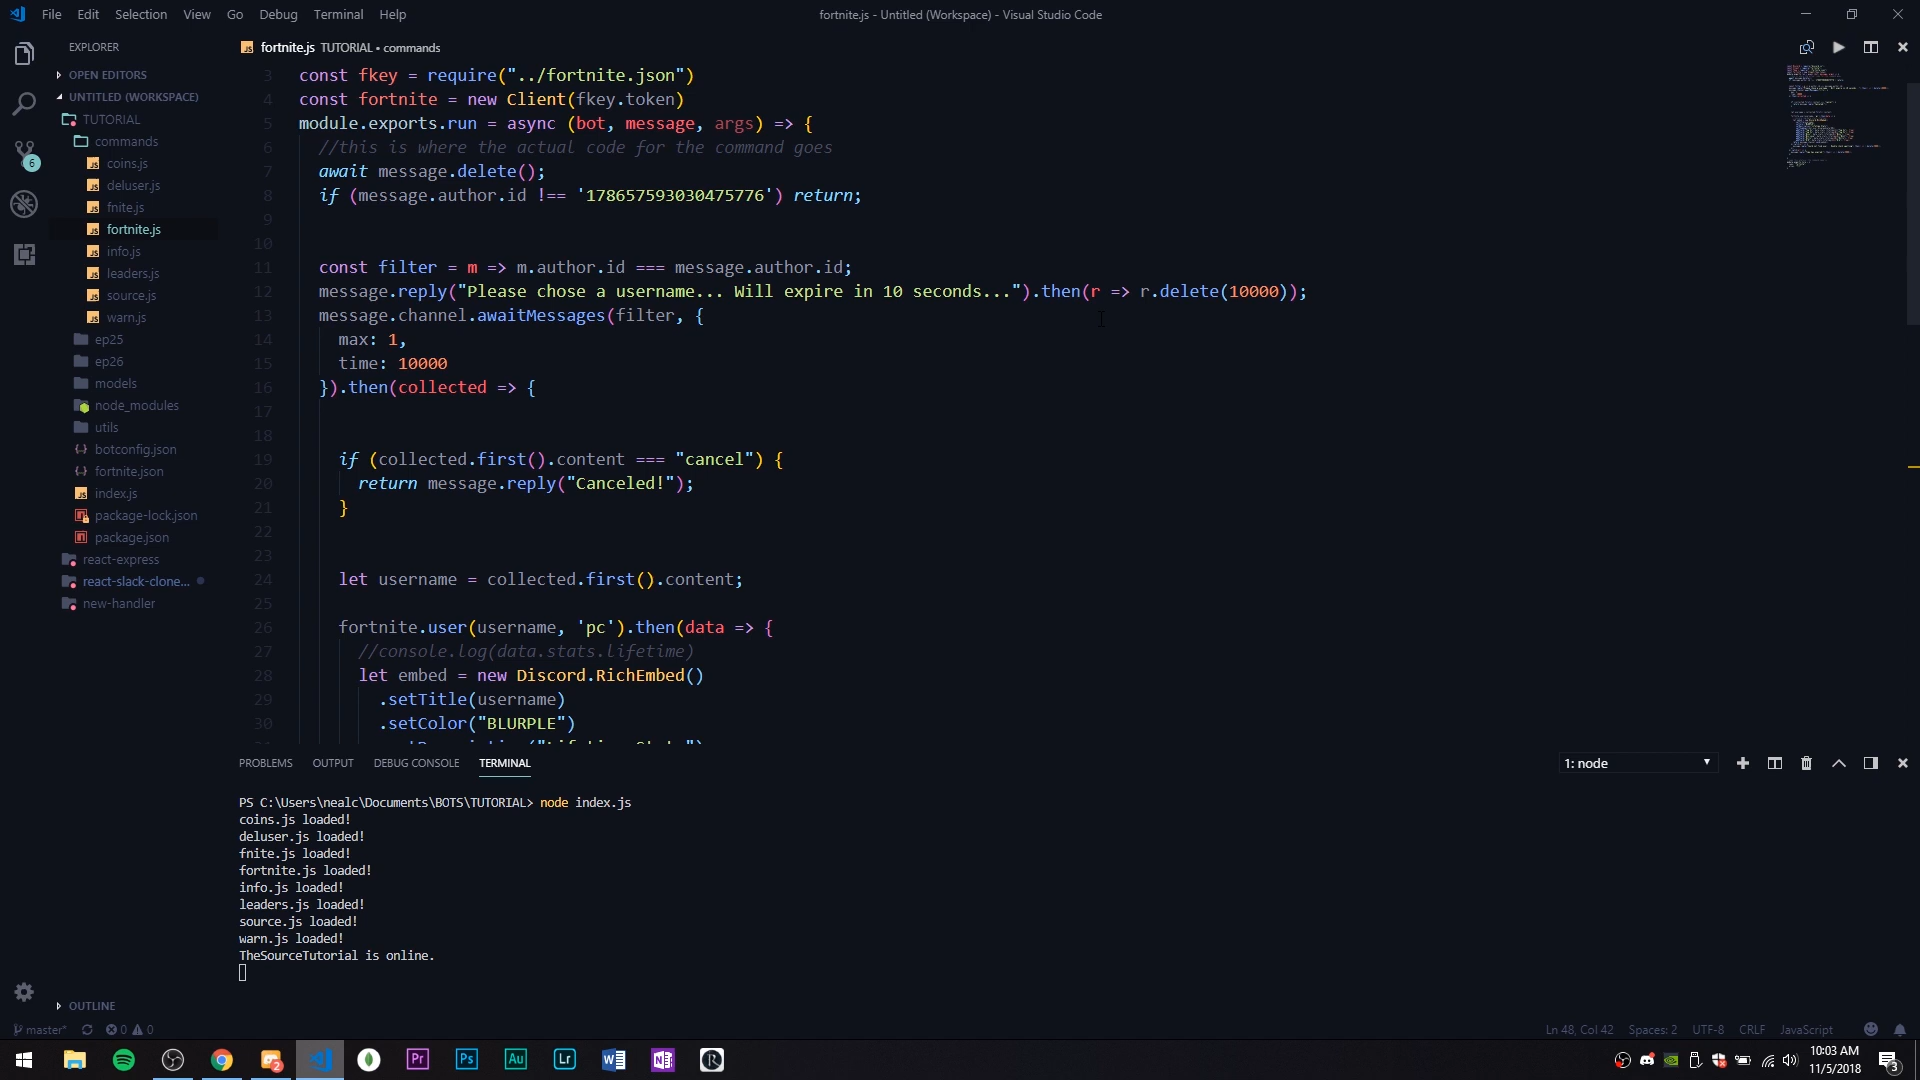 File Edit Selection View Go Debug Terminal Help
fortnite.js - Untitled (Workspace) - Visual Studio Code
EXPLORER
OPEN EDITORS
UNTITLED (WORKSPACE)
TUTORIAL
commands
coins.js
deluser.js
fnite.js
fortnite.js
info.js
leaders.js
source.js
warn.js
ep25
ep26
models
node_modules
utils
botconfig.json
fortnite.json
index.js
package-lock.json
package.json
react-express
react-slack-clone...
new-handler
OUTLINE
6
fortnite.js TUTORIAL • commands
3 const fkey = require("../fortnite.json")
4 const fortnite = new Client(fkey.token)
5 module.exports.run = async (bot, message, args) => {
6 //this is where the actual code for the command goes
7 await message.delete();
8 if (message.author.id !== '178657593030475776') return;
9
10
11 const filter = m => m.author.id === message.author.id;
12 message.reply("Please chose a username... Will expire in 10 seconds...").then(r => r.delete(10000));
13 message.channel.awaitMessages(filter, {
14 max: 1,
15 time: 10000
16 }).then(collected => {
17
18
19 if (collected.first().content === "cancel") {
20 return message.reply("Canceled!");
21 }
22
23
24 let username = collected.first().content;
25
26 fortnite.user(username, 'pc').then(data => {
27 //console.log(data.stats.lifetime)
28 let embed = new Discord.RichEmbed()
29 .setTitle(username)
30 .setColor("BLURPLE")
PROBLEMS OUTPUT DEBUG CONSOLE TERMINAL
1: node
PS C:\Users\nealc\Documents\BOTS\TUTORIAL> node index.js
coins.js loaded!
deluser.js loaded!
fnite.js loaded!
fortnite.js loaded!
info.js loaded!
leaders.js loaded!
source.js loaded!
warn.js loaded!
TheSourceTutorial is online.
master* 0 0
Ln 48, Col 42 Spaces: 2 UTF-8 CRLF JavaScript
2 Pr Ps Au Lr W N R
10:03 AM
11/5/2018
3